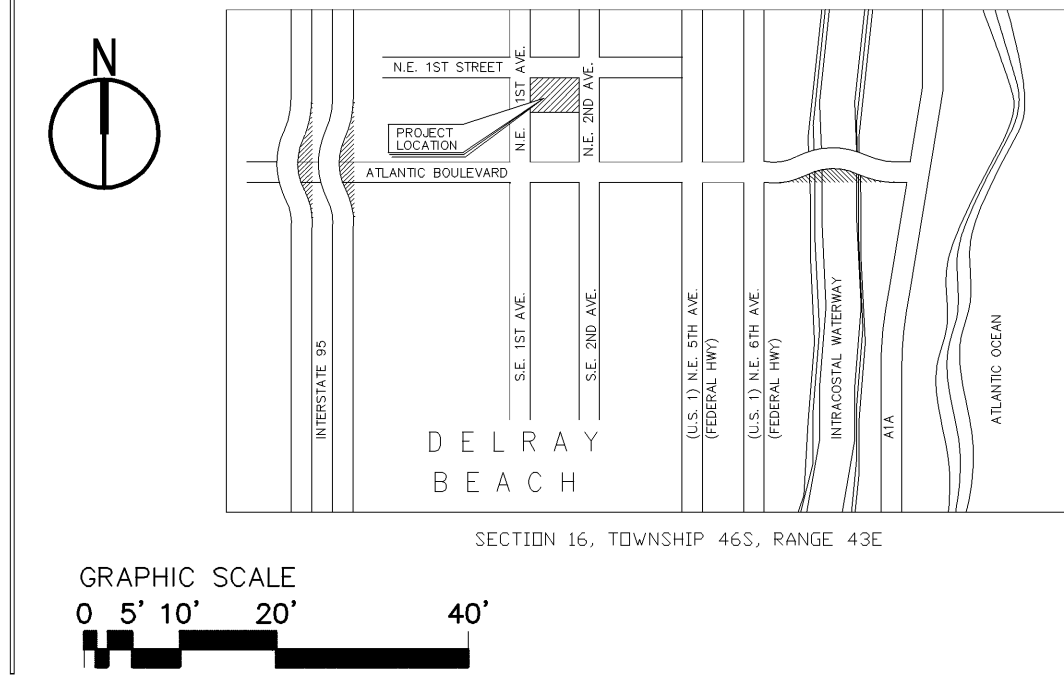 N
N.E. 1ST STREET
N.E. 1ST AVE.
N.E. 2ND AVE.
PROJECT
LOCATION
ATLANTIC BOULEVARD
INTERSTATE 95
S.E. 1ST AVE.
S.E. 2ND AVE.
(U.S. 1) N.E. 5TH AVE.
(FEDERAL HWY)
(U.S. 1) N.E. 6TH AVE.
(FEDERAL HWY)
INTRACOSTAL WATERWAY
A1A
ATLANTIC OCEAN
DELRAY
BEACH
SECTION 16, TOWNSHIP 46S, RANGE 43E
GRAPHIC SCALE
0 5' 10' 20' 40'